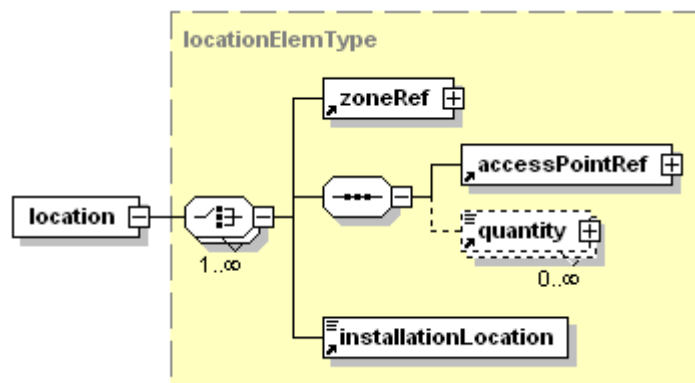 locationElemType
zoneRef
accessPointRef
location
1..∞
quantity
0..∞
installationLocation